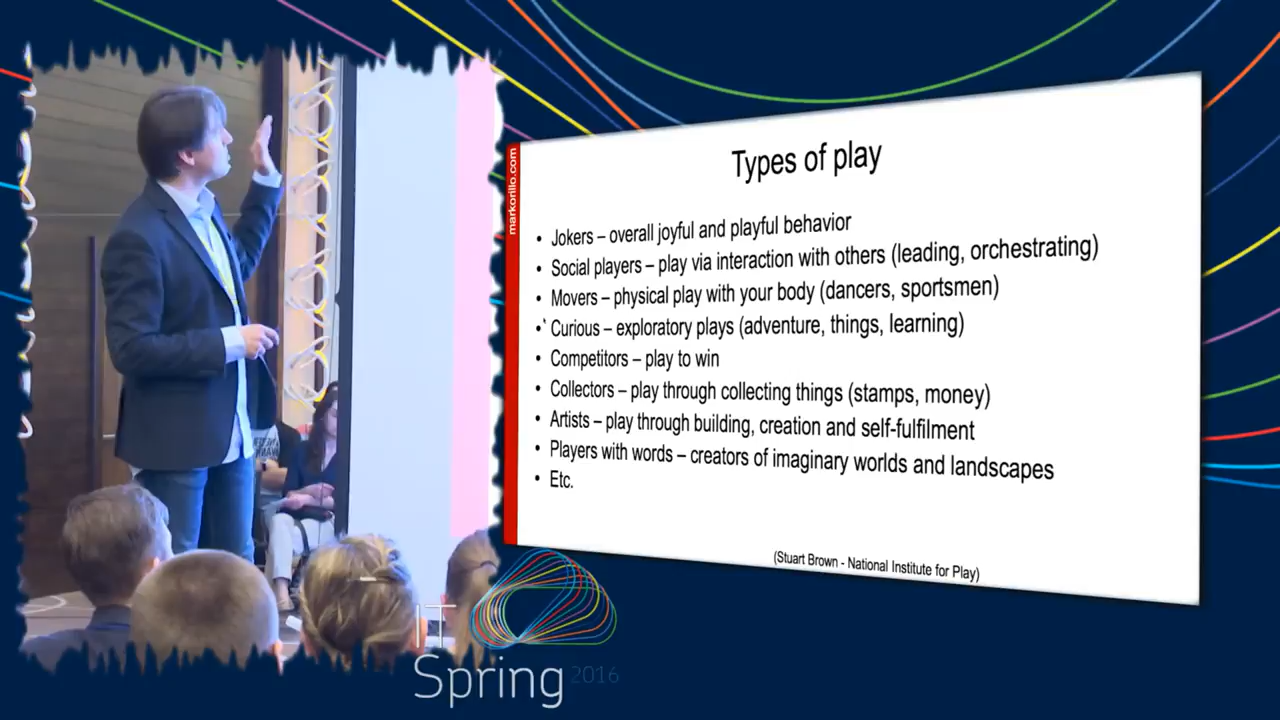 markorillo.com
Types of play
• Jokers – overall joyful and playful behavior
• Social players – play via interaction with others (leading, orchestrating)
• Movers – physical play with your body (dancers, sportsmen)
• Curious – exploratory plays (adventure, things, learning)
• Competitors – play to win
• Collectors – play through collecting things (stamps, money)
• Artists – play through building, creation and self-fulfilment
• Players with words – creators of imaginary worlds and landscapes
• Etc.
(Stuart Brown - National Institute for Play)
IT
Spring 2016